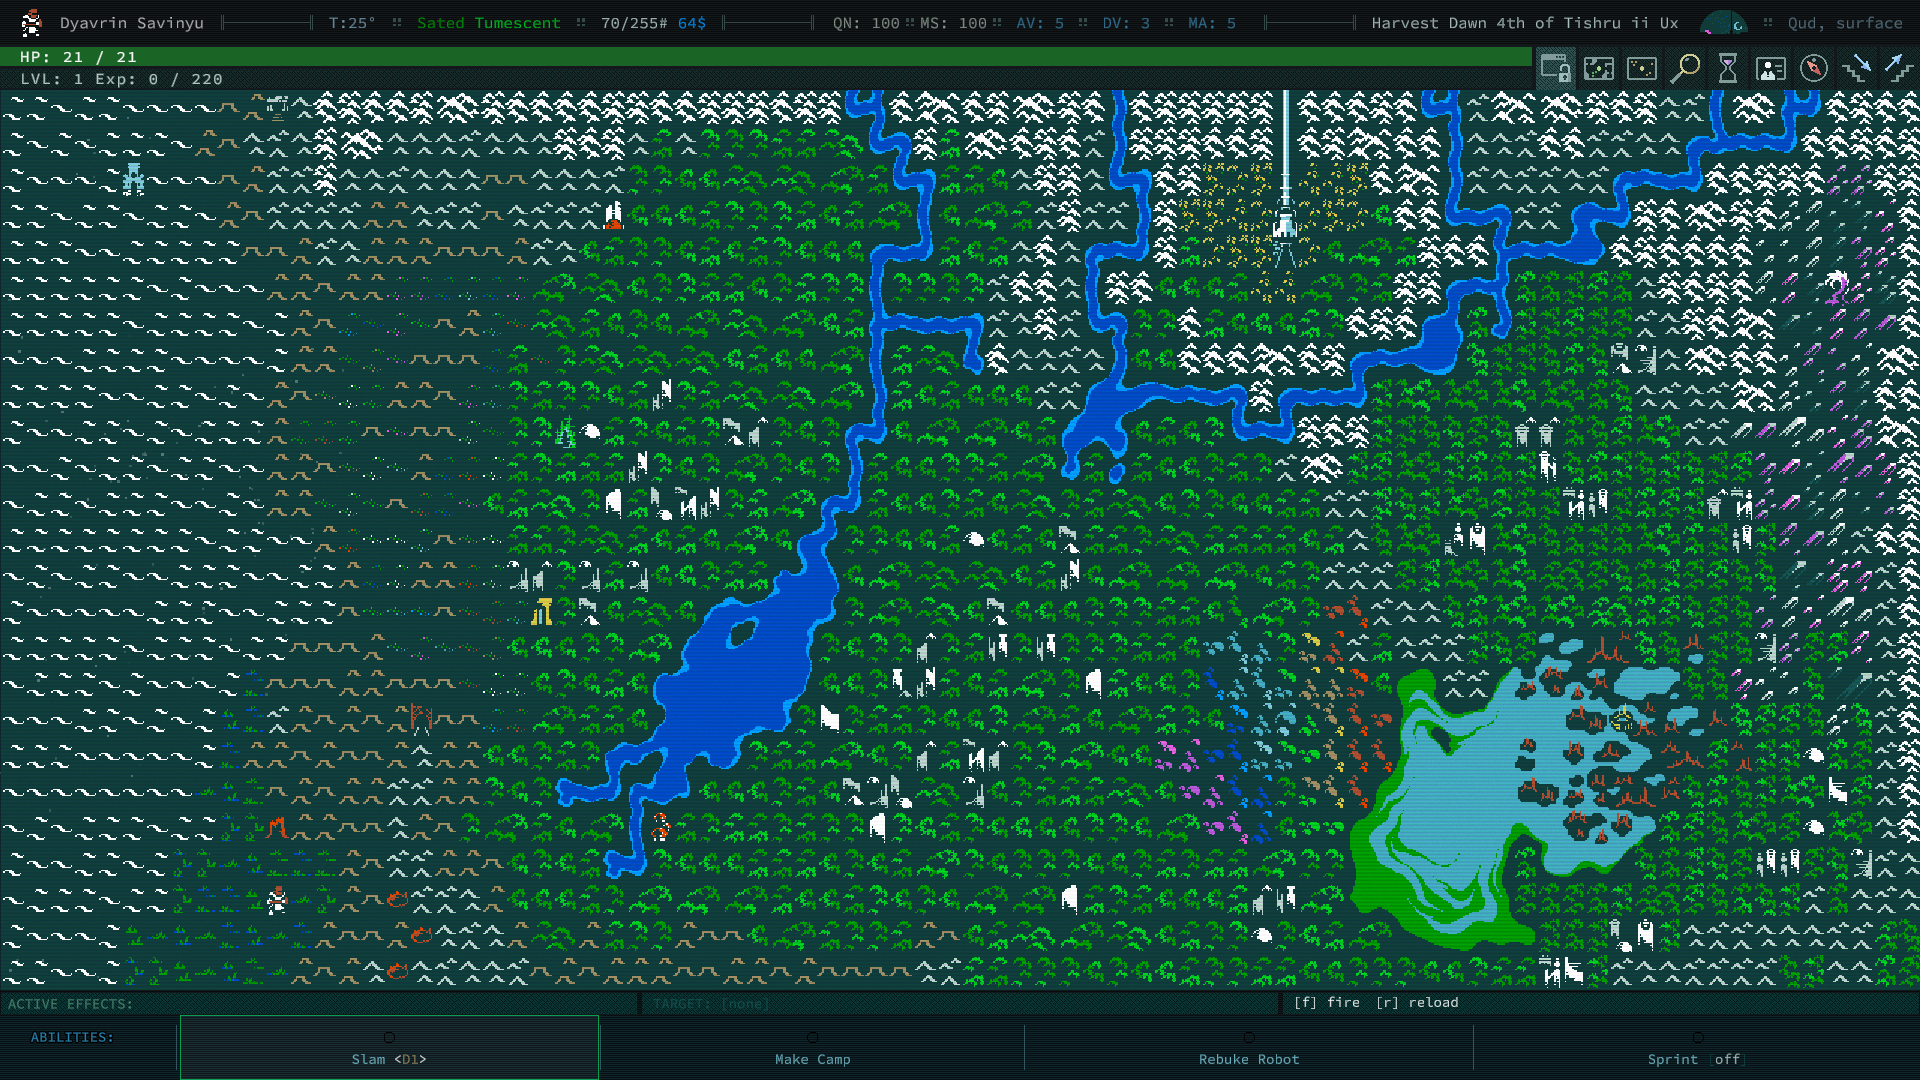 Dyavrin Savinyu T:25° Sated Tumescent 70/255# 64$ QN: 100 MS: 100 AV: 5 DV: 3 MA: 5 Harvest Dawn 4th of Tishru ii Ux Qud, surface
HP: 21 / 21
LVL: 1 Exp: 0 / 220
ACTIVE EFFECTS: TARGET: [none] [f] fire [r] reload
ABILITIES:
Slam <D1> Make Camp Rebuke Robot Sprint [off]